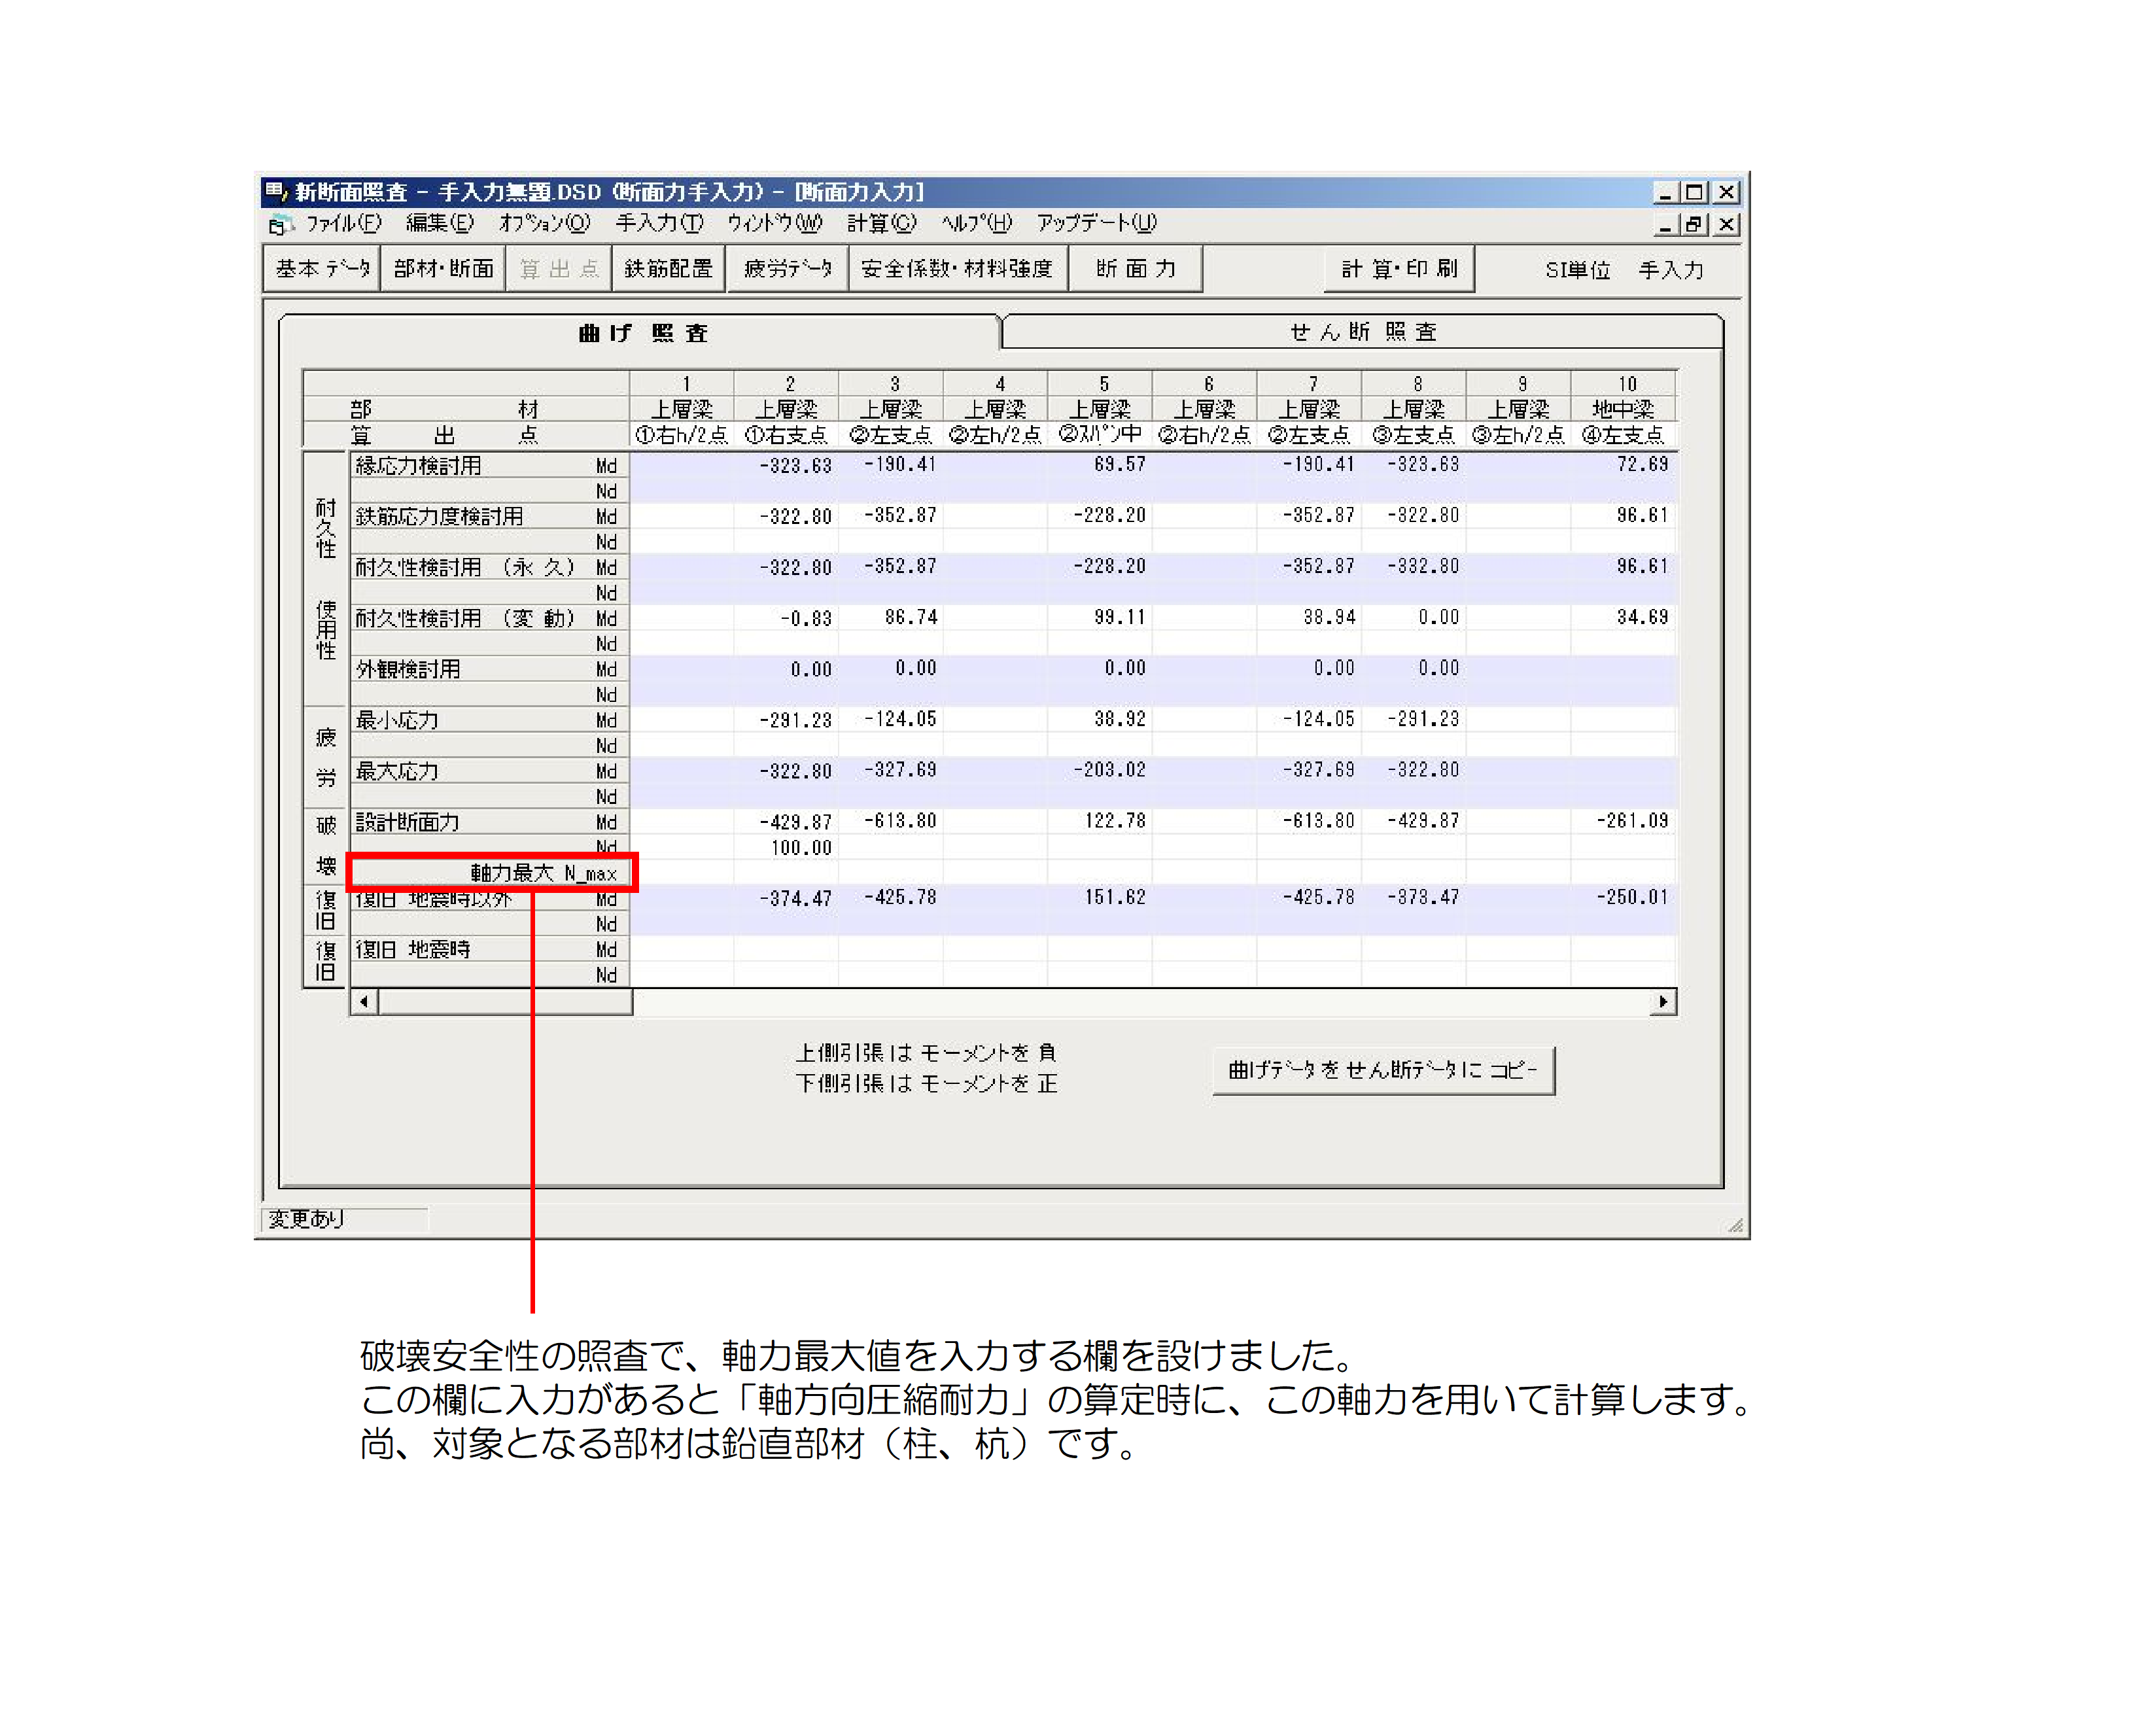 新断面照査 - 手入力無題.DSD (断面力手入力) - [断面力入力]
ファイル(F) 編集(E) オプション(O) 手入力(T) ウィンドウ(W) 計算(C) ヘルプ(H) アップデート(U)
基本データ 部材・断面 算出点 鉄筋配置 疲労データ 安全係数・材料強度 断面力 計算・印刷 SI単位 手入力
曲げ照査 せん断照査
1 2 3 4 5 6 7 8 9 10
部材 上層梁 上層梁 上層梁 上層梁 上層梁 上層梁 上層梁 上層梁 上層梁 地中梁
算出点 ①右h/2点 ①右支点 ②左支点 ②左h/2点 ②スパン中 ②右h/2点 ②左支点 ③左支点 ③左h/2点 ④左支点
耐久性 使用性
縁応力検討用 Md -323.63 -190.41 69.57 -190.41 -323.63 72.69
Nd
鉄筋応力度検討用 Md -322.80 -352.87 -228.20 -352.87 -322.80 96.61
Nd
耐久性検討用 (永久) Md -322.80 -352.87 -228.20 -352.87 -332.80 96.61
Nd
耐久性検討用 (変動) Md -0.83 86.74 99.11 38.94 0.00 34.69
Nd
外観検討用 Md 0.00 0.00 0.00 0.00 0.00
Nd
疲労
最小応力 Md -291.23 -124.05 38.92 -124.05 -291.23
Nd
最大応力 Md -322.80 -327.69 -203.02 -327.69 -322.80
Nd
破壊
設計断面力 Md -429.87 -613.80 122.78 -613.80 -429.87 -261.09
Nd 100.00
軸力最大 N_max
復旧
復旧 地震時以外 Md -374.47 -425.78 151.62 -425.78 -373.47 -250.01
Nd
復旧
復旧 地震時 Md
Nd
上側引張は モーメントを 負
下側引張は モーメントを 正
曲げデータを せん断データに コピー
変更あり
破壊安全性の照査で、軸力最大値を入力する欄を設けました。
この欄に入力があると「軸方向圧縮耐力」の算定時に、この軸力を用いて計算します。
尚、対象となる部材は鉛直部材（柱、杭）です。